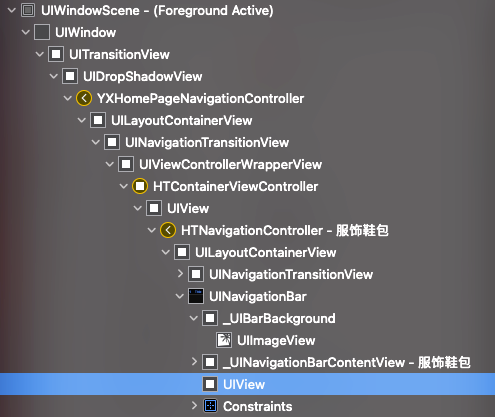 UIWindowScene - (Foreground Active)
UIWindow
UITransitionView
UIDropShadowView
YXHomePageNavigationController
UILayoutContainerView
UINavigationTransitionView
UIViewControllerWrapperView
HTContainerViewController
UIView
HTNavigationController - 服饰鞋包
UILayoutContainerView
UINavigationTransitionView
UINavigationBar
_UIBarBackground
UIImageView
_UINavigationBarContentView - 服饰鞋包
UIView
Constraints